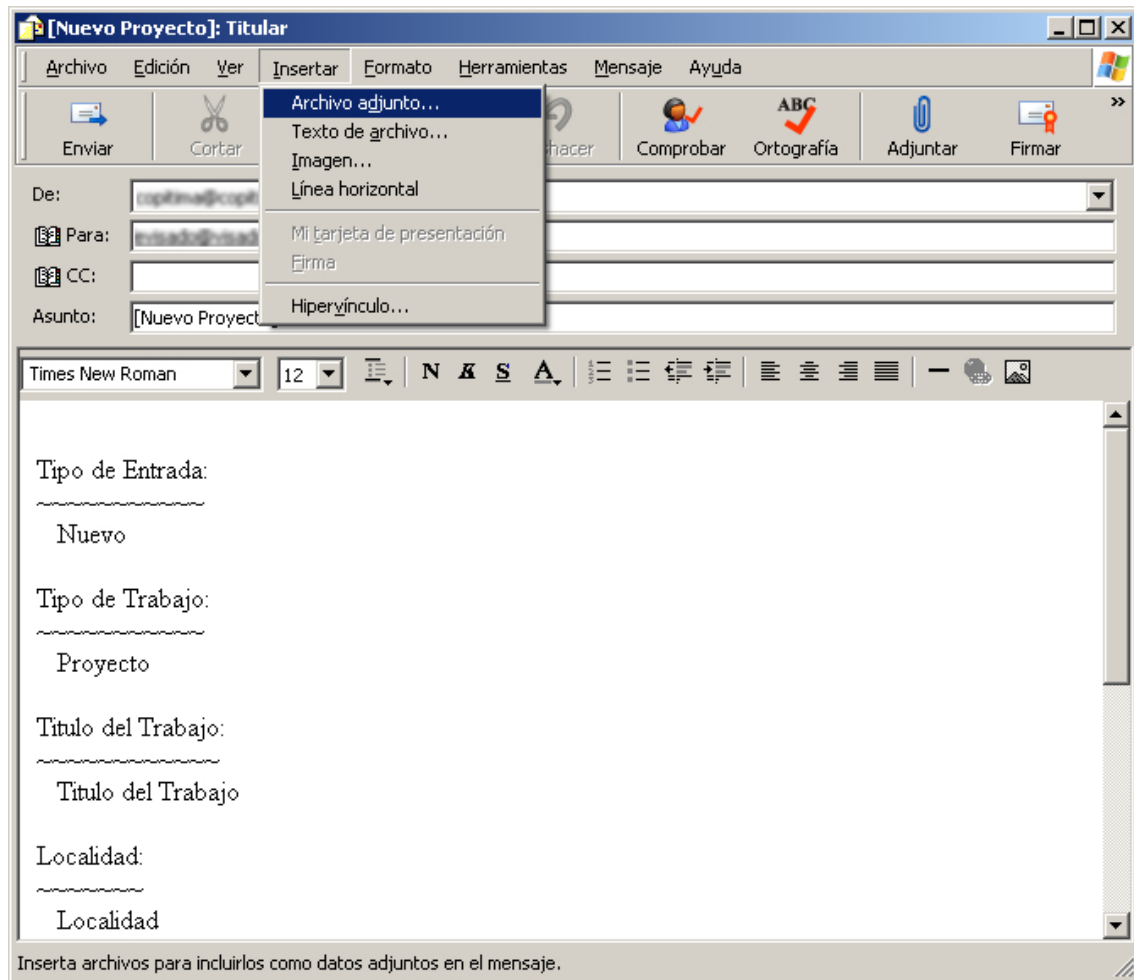 [Nuevo Proyecto]: Titular
Archivo Edición Ver Insertar Formato Herramientas Mensaje Ayuda
Enviar Cortar Comprobar ABC Ortografía Adjuntar Firmar »
Archivo adjunto...
Texto de archivo...
Imagen...
Línea horizontal
Mi tarjeta de presentación
Firma
Hipervínculo...
De:
Para:
CC:
Asunto: [Nuevo Proyect
Times New Roman 12 N K S A
Tipo de Entrada:
~~~~~~~~~~~
Nuevo
Tipo de Trabajo:
~~~~~~~~~~~
Proyecto
Titulo del Trabajo:
~~~~~~~~~~~~
Titulo del Trabajo
Localidad:
~~~~~~~
Localidad
Inserta archivos para incluirlos como datos adjuntos en el mensaje.